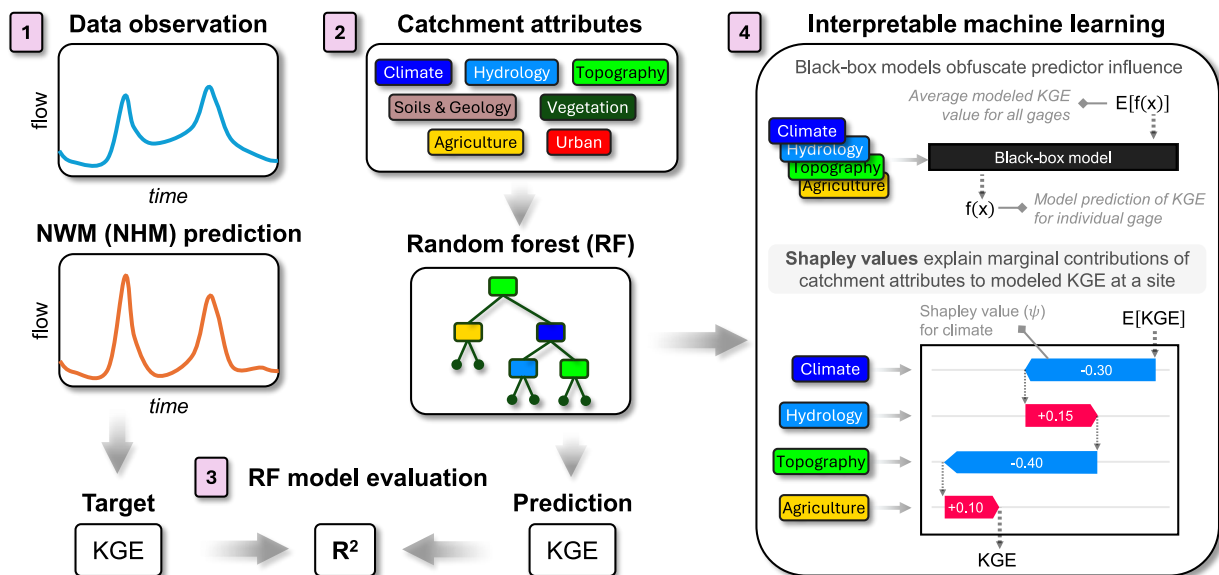 1
Data observation
flow
time
NWM (NHM) prediction
flow
time
Target
KGE
2
Catchment attributes
Climate
Hydrology
Topography
Soils & Geology
Vegetation
Agriculture
Urban
Random forest (RF)
3
RF model evaluation
Prediction
KGE
R²
4
Interpretable machine learning
Black-box models obfuscate predictor influence
Average modeled KGE
value for all gages
E[f(x)]
Climate
Hydrology
Topography
Agriculture
Black-box model
f(x)
Model prediction of KGE
for individual gage
Shapley values explain marginal contributions of
catchment attributes to modeled KGE at a site
Shapley value (ψ)
for climate
E[KGE]
Climate
-0.30
Hydrology
+0.15
Topography
-0.40
Agriculture
+0.10
KGE